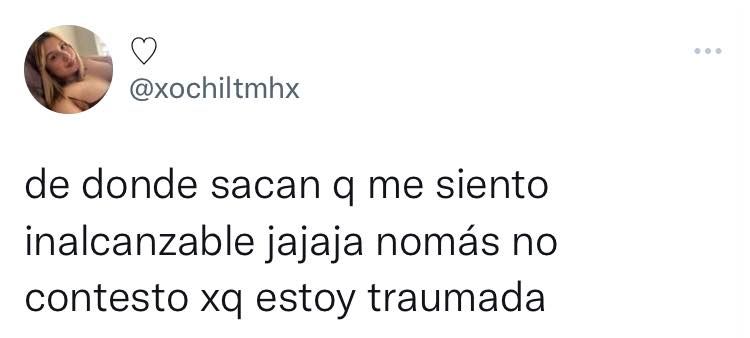 ♡
@xochiltmhx
de donde sacan q me siento
inalcanzable jajaja nomás no
contesto xq estoy traumada